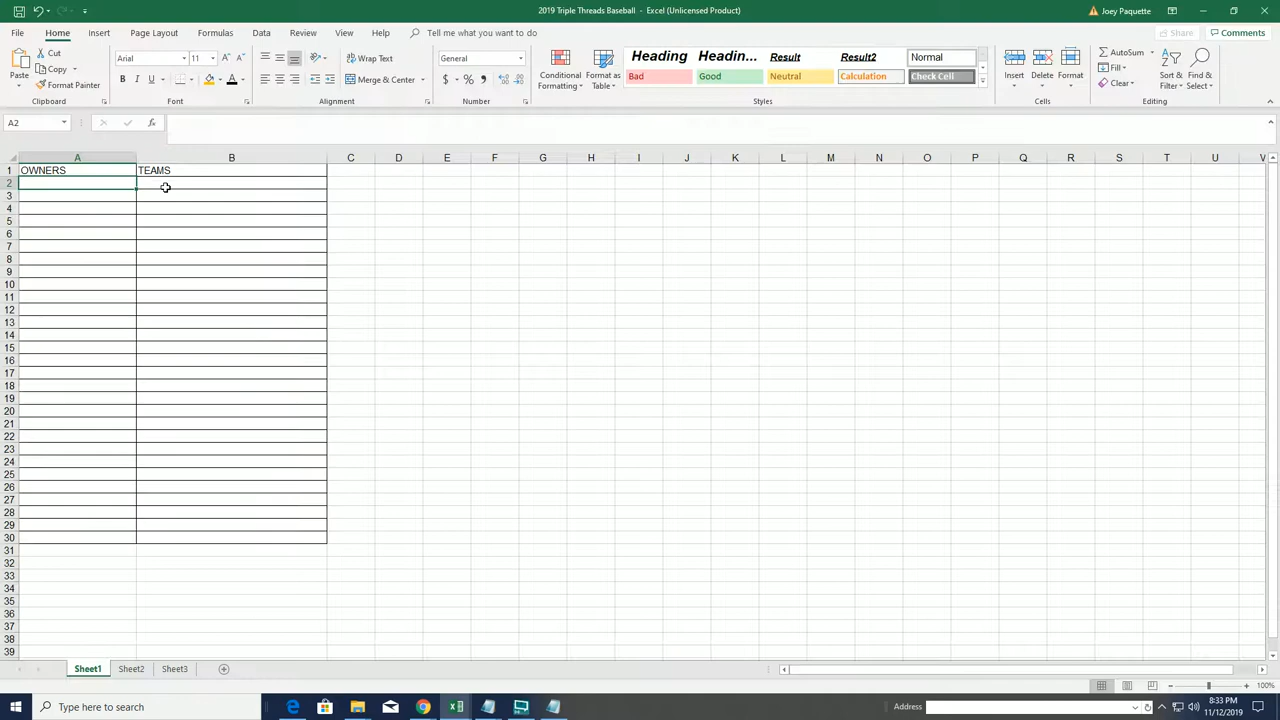 2019 Triple Threads Baseball - Excel (Unlicensed Product)
Joey Paquette
File Home Insert Page Layout Formulas Data Review View Help Tell me what you want to do
Share Comments
Paste
Cut
Copy
Format Painter
Clipboard
Arial 11
B I U
Font
Wrap Text
Merge & Center
Alignment
General
$ % ,
Number
Conditional Formatting
Format as Table
Heading Headin... Result Result2 Normal
Bad Good Neutral Calculation Check Cell
Styles
Insert Delete Format
Cells
AutoSum
Fill
Clear
Sort & Filter
Find & Select
Editing
A2
fx
A B C D E F G H I J K L M N O P Q R S T U V
1 OWNERS TEAMS
2
3
4
5
6
7
8
9
10
11
12
13
14
15
16
17
18
19
20
21
22
23
24
25
26
27
28
29
30
31
32
33
34
35
36
37
38
39
Sheet1 Sheet2 Sheet3
100%
Type here to search
Address
8:33 PM
11/12/2019